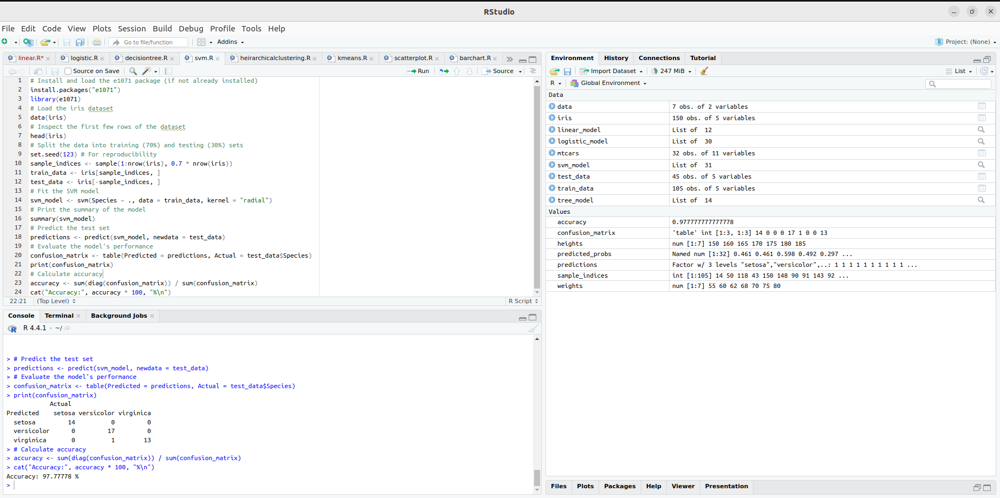 RStudio
File Edit Code View Plots Session Build Debug Profile Tools Help
Go to file/function Addins Project: (None)
linear.R* logistic.R decisiontree.R svm.R heirarchicalclustering.R kmeans.R scatterplot.R barchart.R
Source on Save Run Source
1 # Install and load the e1071 package (if not already installed)
2 install.packages("e1071")
3 library(e1071)
4 # Load the iris dataset
5 data(iris)
6 # Inspect the first few rows of the dataset
7 head(iris)
8 # Split the data into training (70%) and testing (30%) sets
9 set.seed(123) # For reproducibility
10 sample_indices <- sample(1:nrow(iris), 0.7 * nrow(iris))
11 train_data <- iris[sample_indices, ]
12 test_data <- iris[-sample_indices, ]
13 # Fit the SVM model
14 svm_model <- svm(Species ~ ., data = train_data, kernel = "radial")
15 # Print the summary of the model
16 summary(svm_model)
17 # Predict the test set
18 predictions <- predict(svm_model, newdata = test_data)
19 # Evaluate the model's performance
20 confusion_matrix <- table(Predicted = predictions, Actual = test_data$Species)
21 print(confusion_matrix)
22 # Calculate accuracy
23 accuracy <- sum(diag(confusion_matrix)) / sum(confusion_matrix)
24 cat("Accuracy:", accuracy * 100, "%\n")
22:21 (Top Level) R Script
Console Terminal Background Jobs
R 4.4.1 · ~/
> # Predict the test set
> predictions <- predict(svm_model, newdata = test_data)
> # Evaluate the model's performance
> confusion_matrix <- table(Predicted = predictions, Actual = test_data$Species)
> print(confusion_matrix)
Actual
Predicted setosa versicolor virginica
setosa 14 0 0
versicolor 0 17 0
virginica 0 1 13
> # Calculate accuracy
> accuracy <- sum(diag(confusion_matrix)) / sum(confusion_matrix)
> cat("Accuracy:", accuracy * 100, "%\n")
Accuracy: 97.77778 %
>
Environment History Connections Tutorial
Import Dataset 247 MiB List
R Global Environment
Data
data 7 obs. of 2 variables
iris 150 obs. of 5 variables
linear_model List of 12
logistic_model List of 30
mtcars 32 obs. of 11 variables
svm_model List of 31
test_data 45 obs. of 5 variables
train_data 105 obs. of 5 variables
tree_model List of 14
Values
accuracy 0.977777777777778
confusion_matrix 'table' int [1:3, 1:3] 14 0 0 0 17 1 0 0 13
heights num [1:7] 150 160 165 170 175 180 185
predicted_probs Named num [1:32] 0.461 0.461 0.598 0.492 0.297 ...
predictions Factor w/ 3 levels "setosa","versicolor",..: 1 1 1 1 1 1 1 1 1 1 ...
sample_indices int [1:105] 14 50 118 43 150 148 90 91 143 92 ...
weights num [1:7] 55 60 62 68 70 75 80
Files Plots Packages Help Viewer Presentation